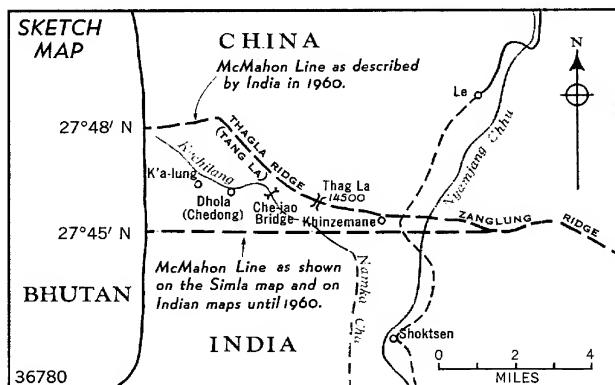 SKETCH
MAP
CHINA
McMahon Line as described
by India in 1960.
N
Le
27°48' N
THAGLA RIDGE
(TANG LA)
Nyamjang Chhu
K'a-lung
Dhola
(Chedong)
Che-jao
Bridge
Thag La
14500
Khinzemane
ZANGLUNG RIDGE
27°45' N
McMahon Line as shown
on the Simla map and on
Indian maps until 1960.
Namka Chu
BHUTAN
INDIA
Shoktsen
0 2 4
MILES
36780